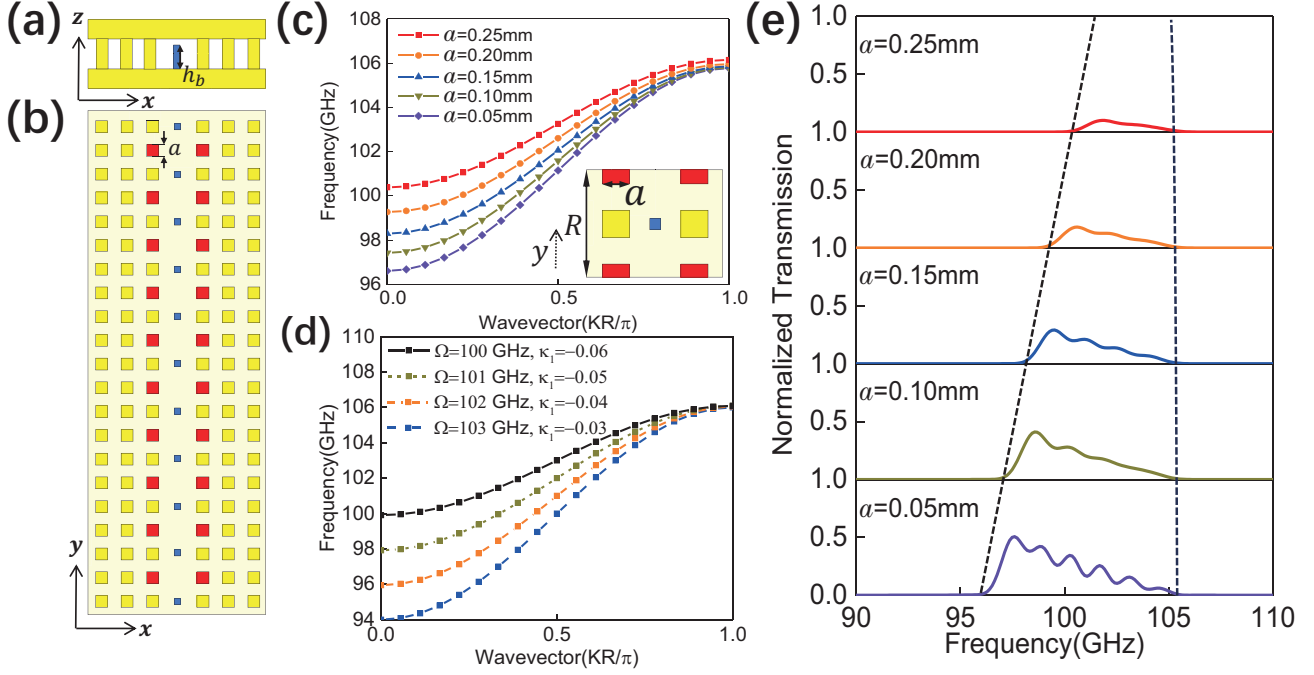 (a)
z
h_b
x
(b)
a
y
x
(c)
108
106
104
102
100
98
96
Frequency(GHz)
a=0.25mm
a=0.20mm
a=0.15mm
a=0.10mm
a=0.05mm
a
R
y
0.0 0.5 1.0
Wavevector(KR/π)
(d)
110
108
106
104
102
100
98
96
94
Frequency(GHz)
Ω=100 GHz, κ₁=−0.06
Ω=101 GHz, κ₁=−0.05
Ω=102 GHz, κ₁=−0.04
Ω=103 GHz, κ₁=−0.03
0.0 0.5 1.0
Wavevector(KR/π)
(e)
Normalized Transmission
1.0
a=0.25mm
0.5
1.0
a=0.20mm
0.5
1.0
a=0.15mm
0.5
1.0
a=0.10mm
0.5
1.0
a=0.05mm
0.5
0.0
90 95 100 105 110
Frequency(GHz)